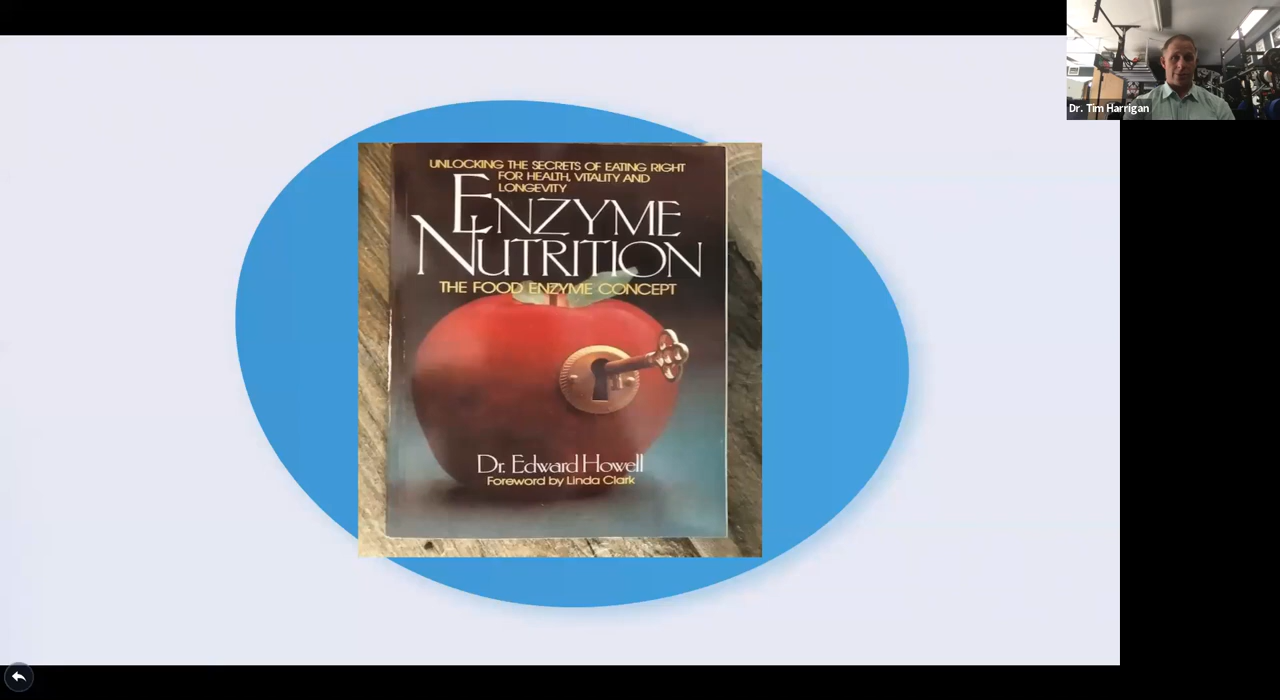 Dr. Tim Harrigan
UNLOCKING THE SECRETS OF EATING RIGHT
FOR HEALTH, VITALITY AND
LONGEVITY
ENZYME
NUTRITION
THE FOOD ENZYME CONCEPT
Dr. Edward Howell
Foreword by Linda Clark